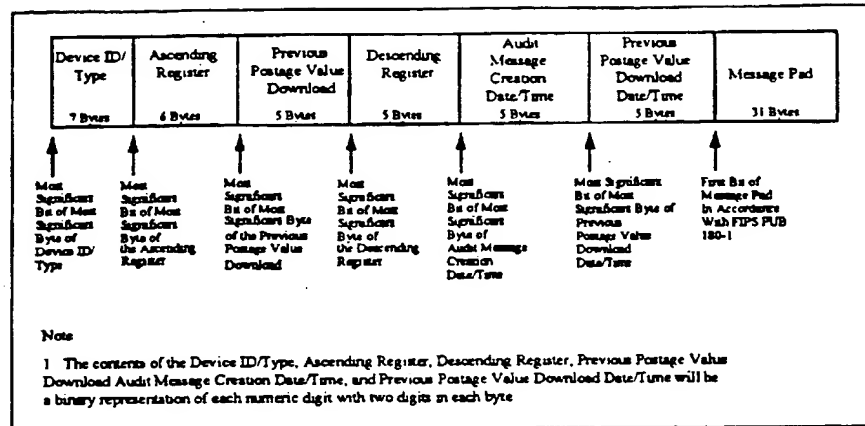 Device ID/
Type
7 Bytes
Ascending
Register
6 Bytes
Previous
Postage Value
Download
5 Bytes
Descending
Register
5 Bytes
Audit
Message
Creation
Date/Time
5 Bytes
Previous
Postage Value
Download
Date/Time
5 Bytes
Message Pad
31 Bytes
Most
Significant
Bit of Most
Significant
Byte of
Device ID/
Type
Most
Significant
Bit of Most
Significant
Byte of
the Ascending
Register
Most
Significant
Bit of Most
Significant Byte
of the Previous
Postage Value
Download
Most
Significant
Bit of Most
Significant
Byte of
the Descending
Register
Most
Significant
Bit of Most
Significant
Byte of
Audit Message
Creation
Date/Time
Most Significant
Bit of Most
Significant Byte of
Previous
Postage Value
Download
Date/Time
First Bit of
Message Pad
In Accordance
With FIPS PUB
180-1
Note
1 The contents of the Device ID/Type, Ascending Register, Descending Register, Previous Postage Value
Download Audit Message Creation Date/Time, and Previous Postage Value Download Date/Time will be
a binary representation of each numeric digit with two digits in each byte